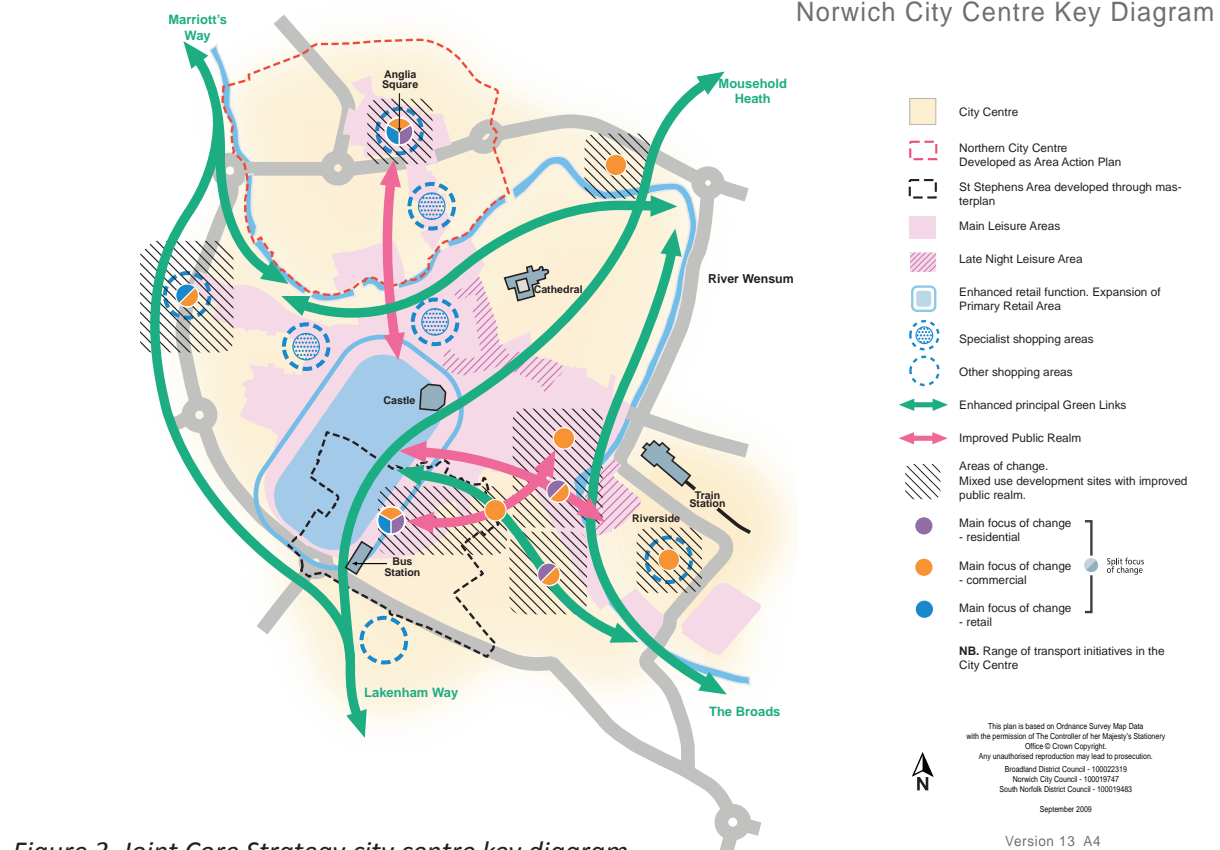 Norwich City Centre Key Diagram
Marriott's
Way
Anglia
Square
Mousehold
Heath
Cathedral
River Wensum
Castle
Train
Station
Riverside
Bus
Station
Lakenham Way
The Broads
City Centre
Northern City Centre
Developed as Area Action Plan
St Stephens Area developed through mas-
terplan
Main Leisure Areas
Late Night Leisure Area
Enhanced retail function. Expansion of
Primary Retail Area
Specialist shopping areas
Other shopping areas
Enhanced principal Green Links
Improved Public Realm
Areas of change.
Mixed use development sites with improved
public realm.
Main focus of change
- residential
Main focus of change
- commercial
Split focus
of change
Main focus of change
- retail
NB. Range of transport initiatives in the
City Centre
This plan is based on Ordnance Survey Map Data
with the permission of The Controller of her Majesty's Stationery
Office © Crown Copyright.
Any unauthorised reproduction may lead to prosecution.
Broadland District Council - 100022319
Norwich City Council - 100019747
South Norfolk District Council - 100019483
September 2009
N
Version 13 A4
Figure 2. Joint Core Strategy city centre key diagram